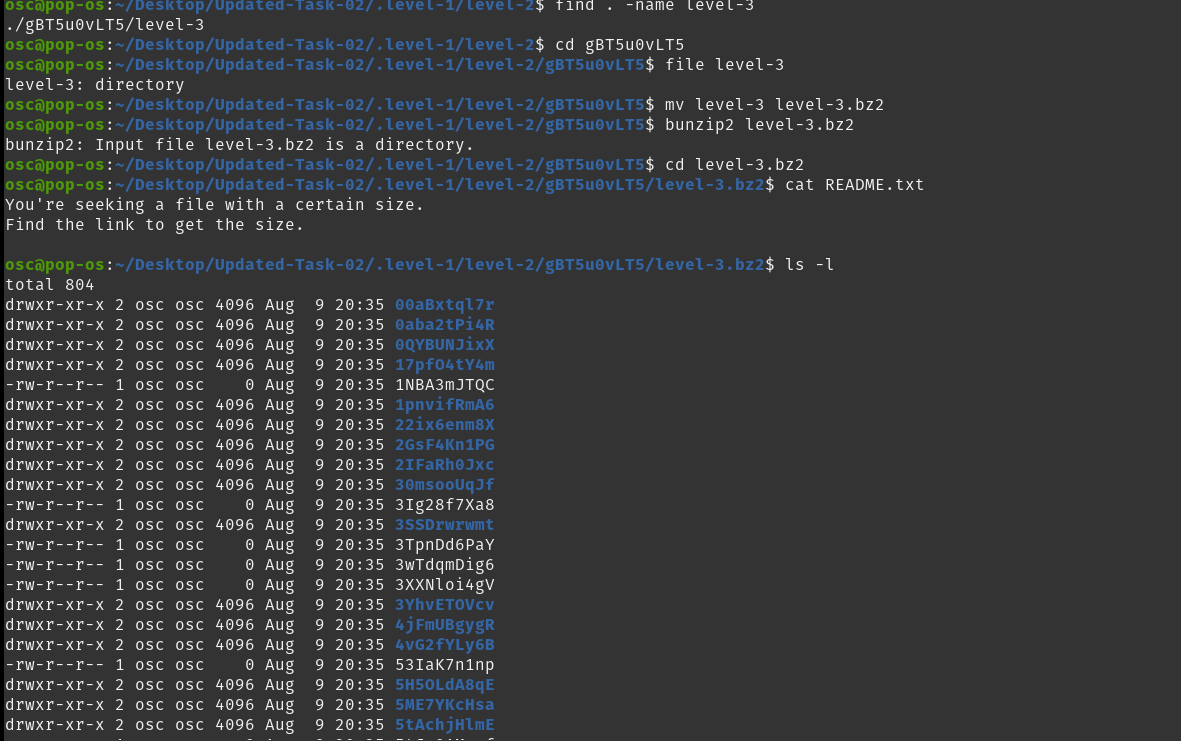 osc@pop-os:~/Desktop/Updated-Task-02/.level-1/level-2$ find . -name level-3
./gBT5u0vLT5/level-3
osc@pop-os:~/Desktop/Updated-Task-02/.level-1/level-2$ cd gBT5u0vLT5
osc@pop-os:~/Desktop/Updated-Task-02/.level-1/level-2/gBT5u0vLT5$ file level-3
level-3: directory
osc@pop-os:~/Desktop/Updated-Task-02/.level-1/level-2/gBT5u0vLT5$ mv level-3 level-3.bz2
osc@pop-os:~/Desktop/Updated-Task-02/.level-1/level-2/gBT5u0vLT5$ bunzip2 level-3.bz2
bunzip2: Input file level-3.bz2 is a directory.
osc@pop-os:~/Desktop/Updated-Task-02/.level-1/level-2/gBT5u0vLT5$ cd level-3.bz2
osc@pop-os:~/Desktop/Updated-Task-02/.level-1/level-2/gBT5u0vLT5/level-3.bz2$ cat README.txt
You're seeking a file with a certain size.
Find the link to get the size.
osc@pop-os:~/Desktop/Updated-Task-02/.level-1/level-2/gBT5u0vLT5/level-3.bz2$ ls -l
total 804
drwxr-xr-x 2 osc osc 4096 Aug  9 20:35 00aBxtql7r
drwxr-xr-x 2 osc osc 4096 Aug  9 20:35 0aba2tPi4R
drwxr-xr-x 2 osc osc 4096 Aug  9 20:35 0QYBUNJixX
drwxr-xr-x 2 osc osc 4096 Aug  9 20:35 17pfO4tY4m
-rw-r--r-- 1 osc osc    0 Aug  9 20:35 1NBA3mJTQC
drwxr-xr-x 2 osc osc 4096 Aug  9 20:35 1pnvifRmA6
drwxr-xr-x 2 osc osc 4096 Aug  9 20:35 22ix6enm8X
drwxr-xr-x 2 osc osc 4096 Aug  9 20:35 2GsF4Kn1PG
drwxr-xr-x 2 osc osc 4096 Aug  9 20:35 2IFaRh0Jxc
drwxr-xr-x 2 osc osc 4096 Aug  9 20:35 30msooUqJf
-rw-r--r-- 1 osc osc    0 Aug  9 20:35 3Ig28f7Xa8
drwxr-xr-x 2 osc osc 4096 Aug  9 20:35 3SSDrwrwmt
-rw-r--r-- 1 osc osc    0 Aug  9 20:35 3TpnDd6PaY
-rw-r--r-- 1 osc osc    0 Aug  9 20:35 3wTdqmDig6
-rw-r--r-- 1 osc osc    0 Aug  9 20:35 3XXNloi4gV
drwxr-xr-x 2 osc osc 4096 Aug  9 20:35 3YhvETOVcv
drwxr-xr-x 2 osc osc 4096 Aug  9 20:35 4jFmUBgygR
drwxr-xr-x 2 osc osc 4096 Aug  9 20:35 4vG2fYLy6B
-rw-r--r-- 1 osc osc    0 Aug  9 20:35 53IaK7n1np
drwxr-xr-x 2 osc osc 4096 Aug  9 20:35 5H5OLdA8qE
drwxr-xr-x 2 osc osc 4096 Aug  9 20:35 5ME7YKcHsa
drwxr-xr-x 2 osc osc 4096 Aug  9 20:35 5tAchjHlmE